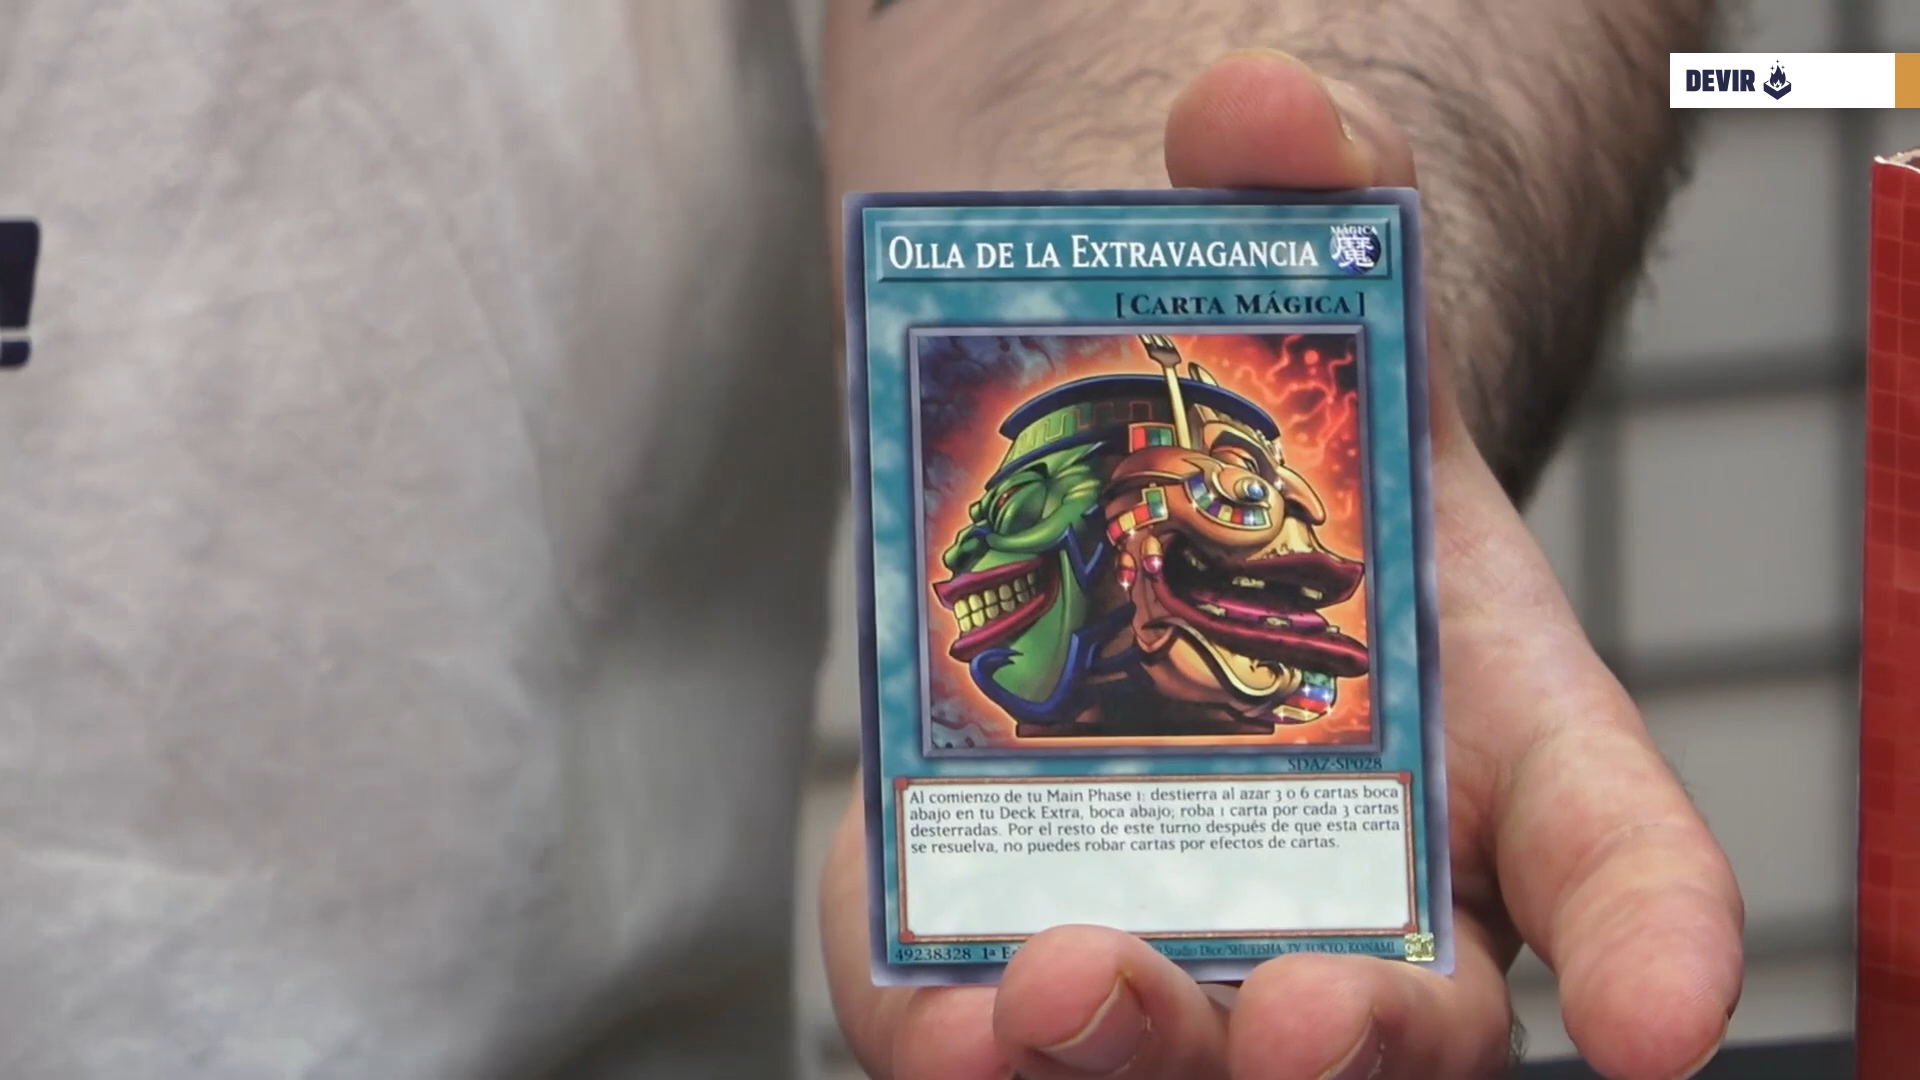 DEVIR
!
OLLA DE LA EXTRAVAGANCIA
MÁGICA
魔
[CARTA MÁGICA]
SDAZ-SP028
Al comienzo de tu Main Phase 1: destierra al azar 3 o 6 cartas boca
abajo en tu Deck Extra, boca abajo; roba 1 carta por cada 3 cartas
desterradas. Por el resto de este turno después de que esta carta
se resuelva, no puedes robar cartas por efectos de cartas.
49238328 1ª
Studio Dice/SHUEISHA, TV TOKYO, KONAMI